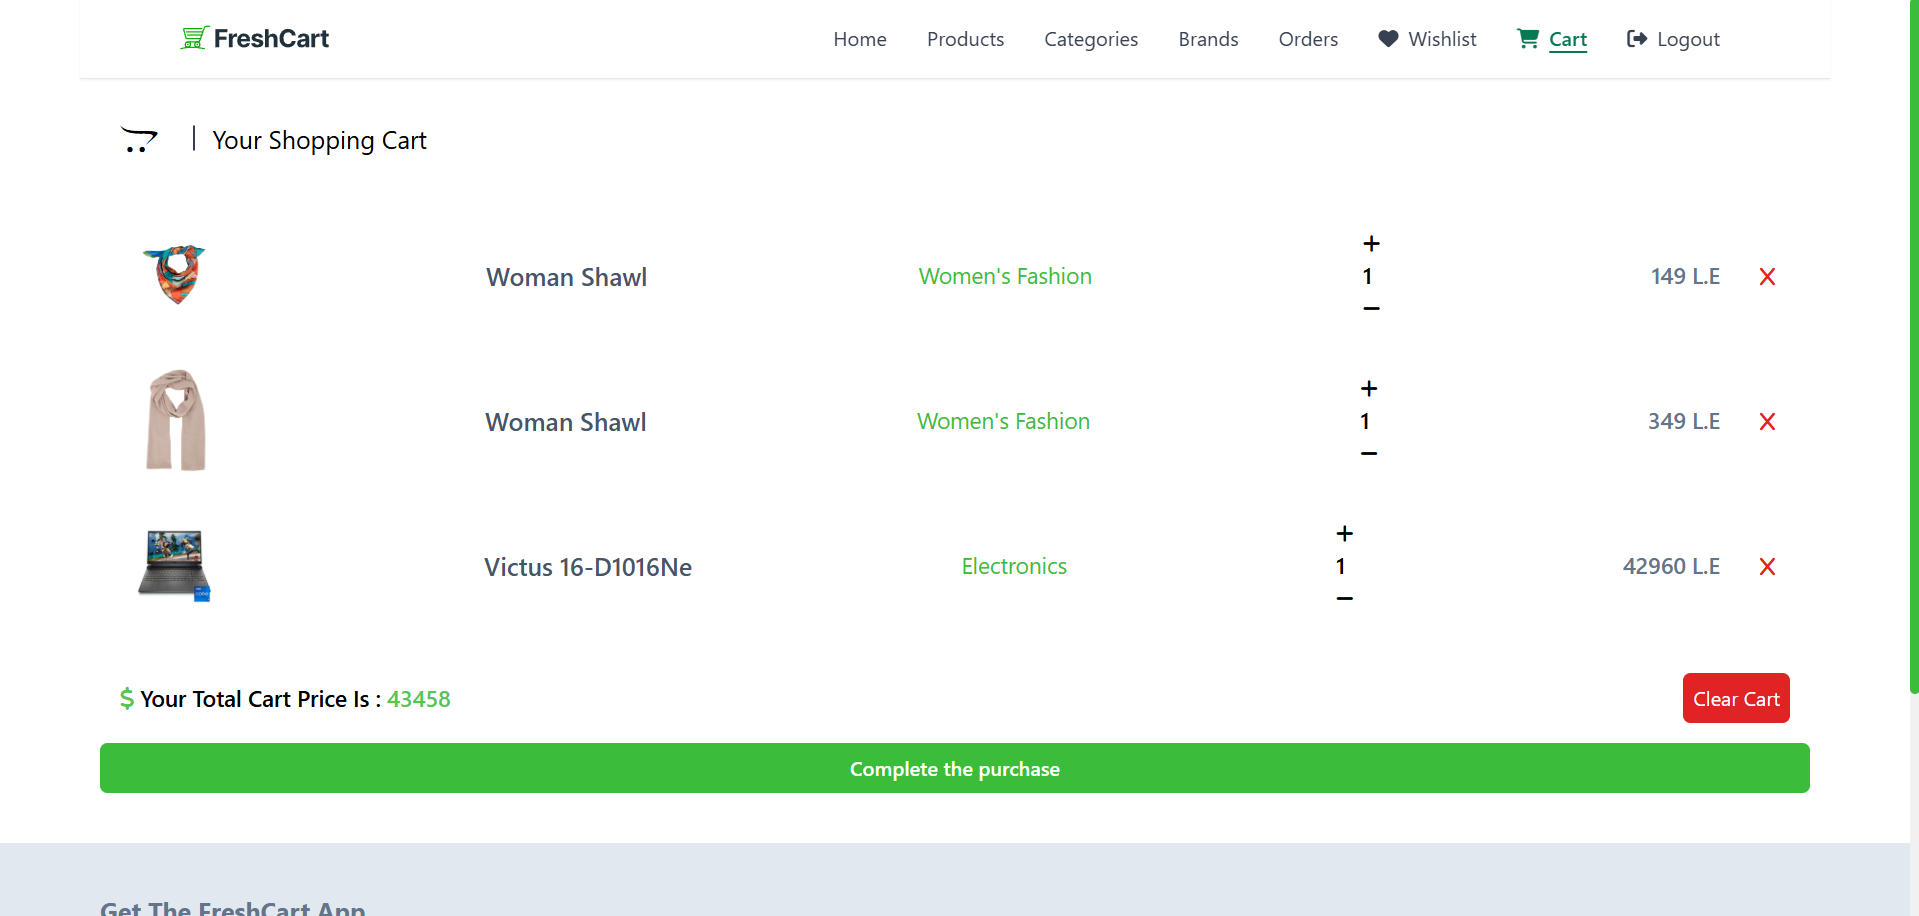 FreshCart
Home Products Categories Brands Orders Wishlist Cart Logout
Your Shopping Cart
Woman Shawl Women's Fashion + 1 − 149 L.E X
Woman Shawl Women's Fashion + 1 − 349 L.E X
Victus 16-D1016Ne Electronics + 1 − 42960 L.E X
$ Your Total Cart Price Is : 43458
Clear Cart
Complete the purchase
Get The FreshCart App